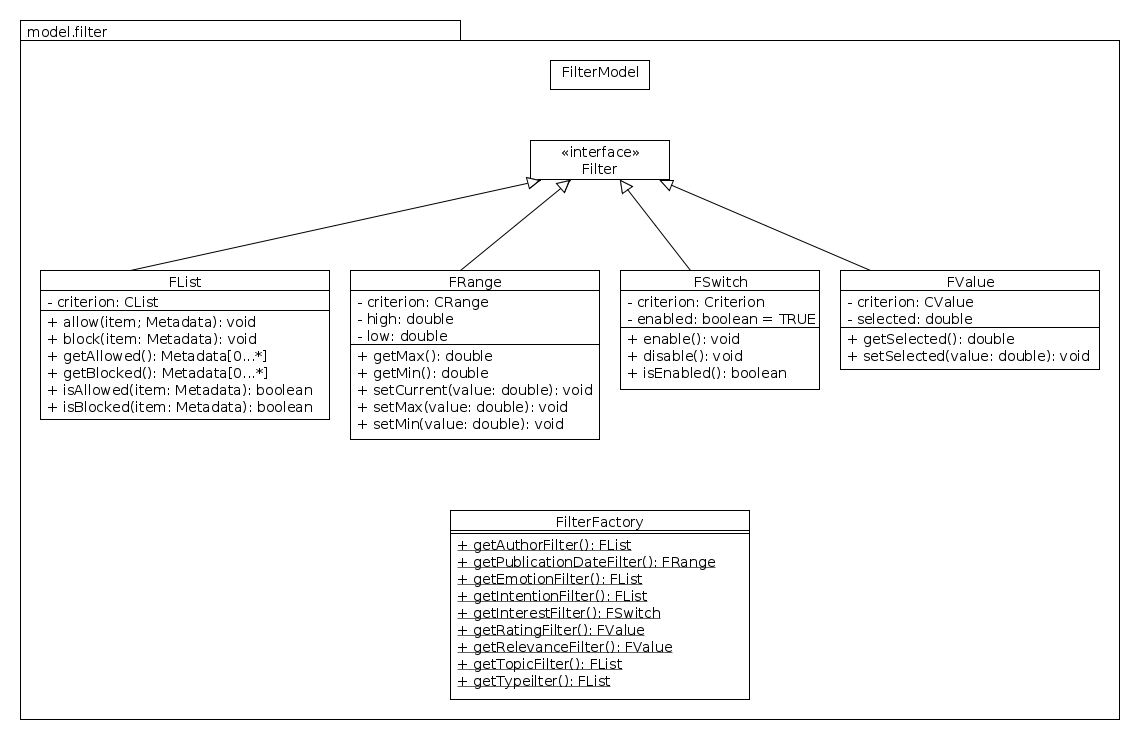 model.filter
FilterModel
«interface»
Filter
FList
- criterion: CList
+ allow(item; Metadata): void
+ block(item: Metadata): void
+ getAllowed(): Metadata[0...*]
+ getBlocked(): Metadata[0...*]
+ isAllowed(item: Metadata): boolean
+ isBlocked(item: Metadata): boolean
FRange
- criterion: CRange
- high: double
- low: double
+ getMax(): double
+ getMin(): double
+ setCurrent(value: double): void
+ setMax(value: double): void
+ setMin(value: double): void
FSwitch
- criterion: Criterion
- enabled: boolean = TRUE
+ enable(): void
+ disable(): void
+ isEnabled(): boolean
FValue
- criterion: CValue
- selected: double
+ getSelected(): double
+ setSelected(value: double): void
FilterFactory
+ getAuthorFilter(): FList
+ getPublicationDateFilter(): FRange
+ getEmotionFilter(): FList
+ getIntentionFilter(): FList
+ getInterestFilter(): FSwitch
+ getRatingFilter(): FValue
+ getRelevanceFilter(): FValue
+ getTopicFilter(): FList
+ getTypeilter(): FList